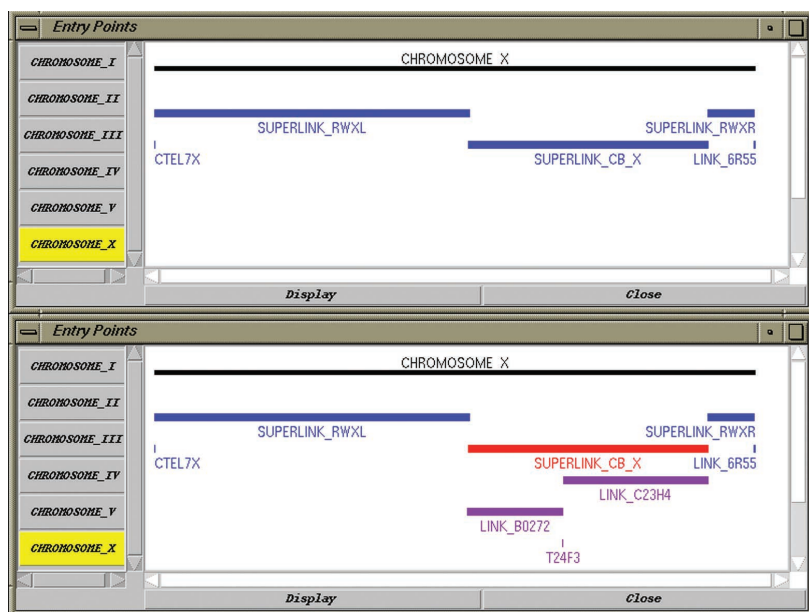 Entry Points
CHROMOSOME_I
CHROMOSOME_II
CHROMOSOME_III
CHROMOSOME_IV
CHROMOSOME_V
CHROMOSOME_X
CHROMOSOME X
SUPERLINK_RWXL
SUPERLINK_RWXR
CTEL7X
SUPERLINK_CB_X
LINK_6R55
Display
Close
Entry Points
CHROMOSOME_I
CHROMOSOME_II
CHROMOSOME_III
CHROMOSOME_IV
CHROMOSOME_V
CHROMOSOME_X
CHROMOSOME X
SUPERLINK_RWXL
SUPERLINK_RWXR
CTEL7X
SUPERLINK_CB_X
LINK_6R55
LINK_C23H4
LINK_B0272
T24F3
Display
Close